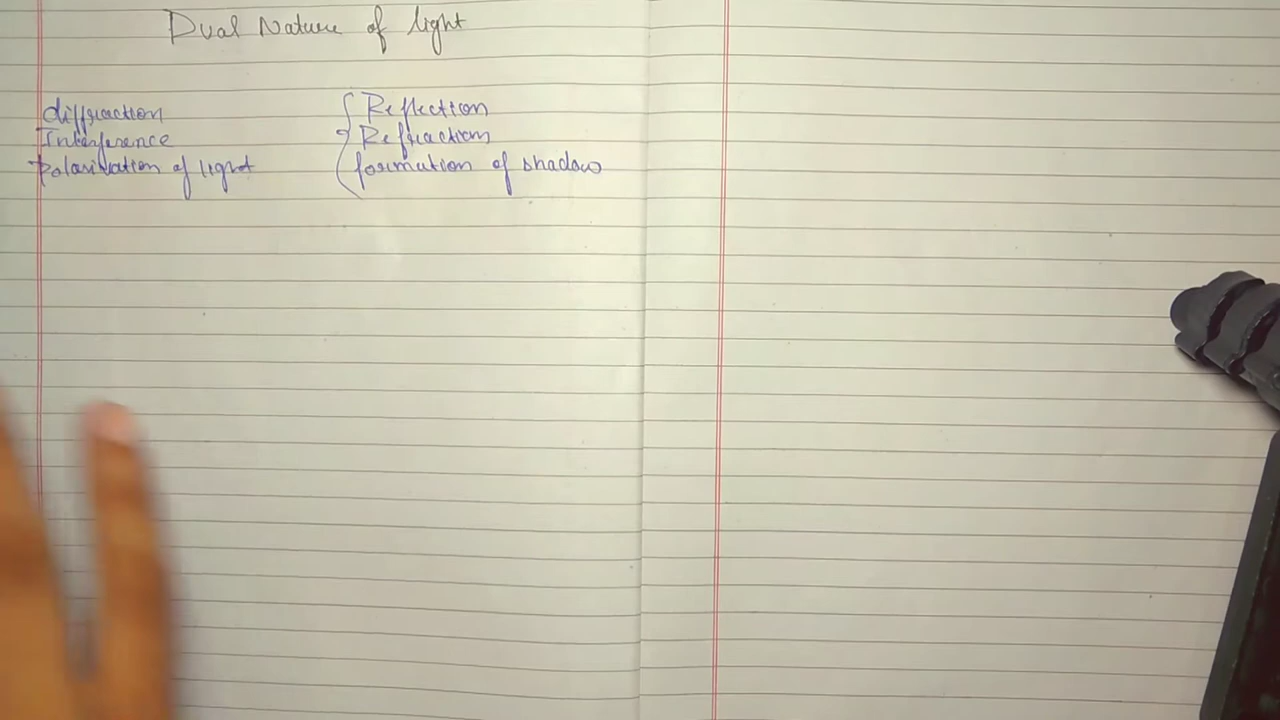 Dual Nature of light
diffraction
Interference
Polarisation of light
Reflection
Refraction
formation of shadow